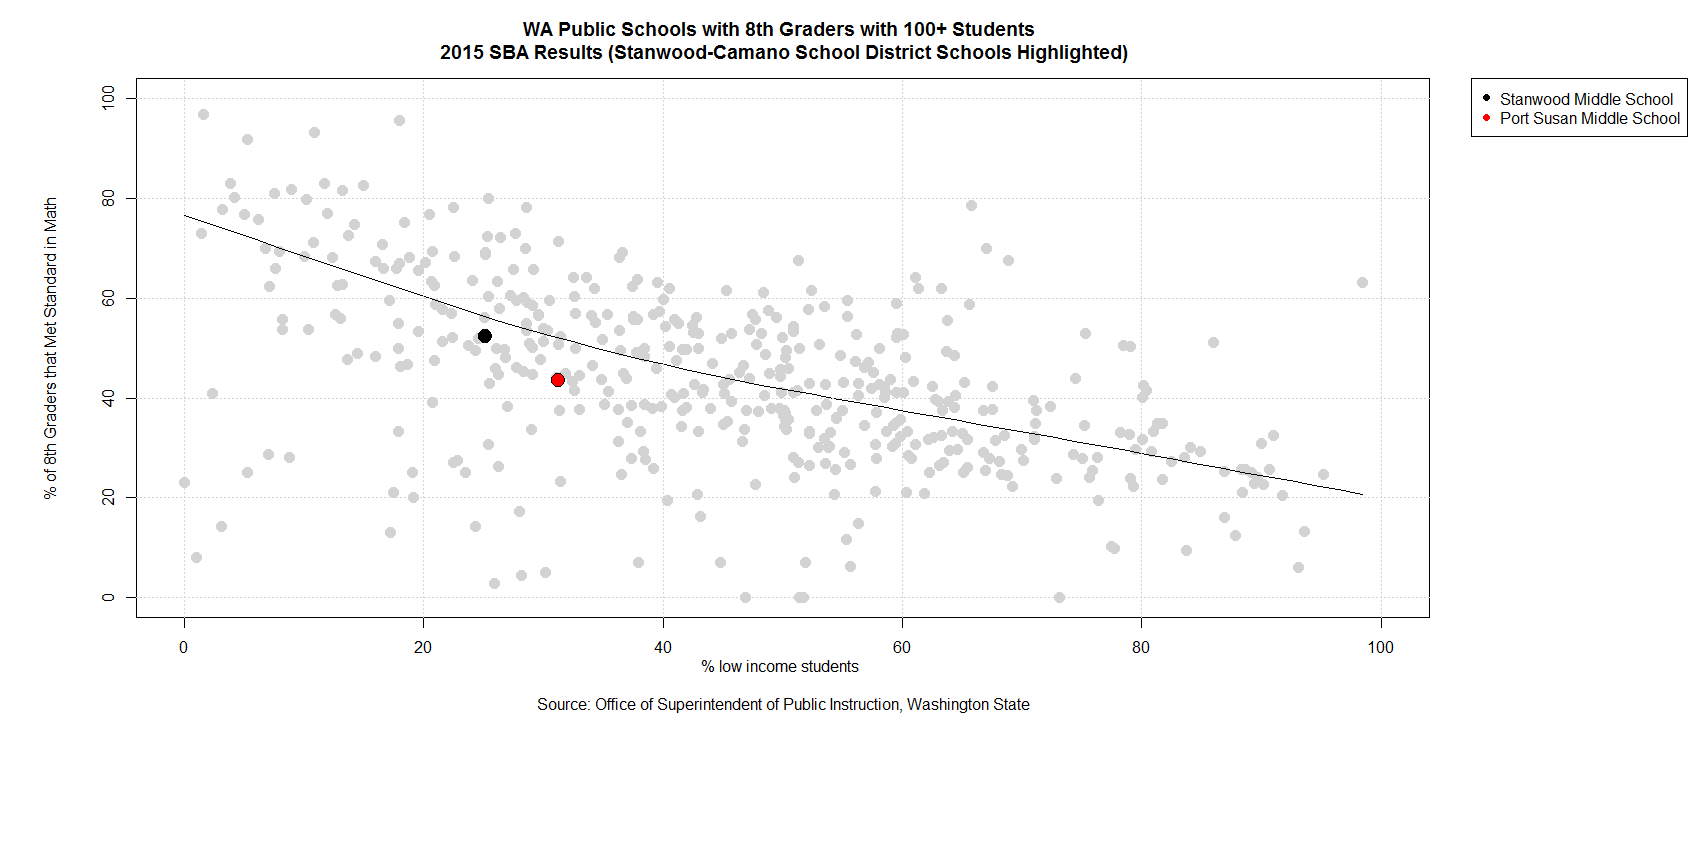 WA Public Schools with 8th Graders with 100+ Students
2015 SBA Results (Stanwood-Camano School District Schools Highlighted)
Stanwood Middle School
Port Susan Middle School
% of 8th Graders that Met Standard in Math
100
80
60
40
20
0
0 20 40 60 80 100
% low income students
Source: Office of Superintendent of Public Instruction, Washington State